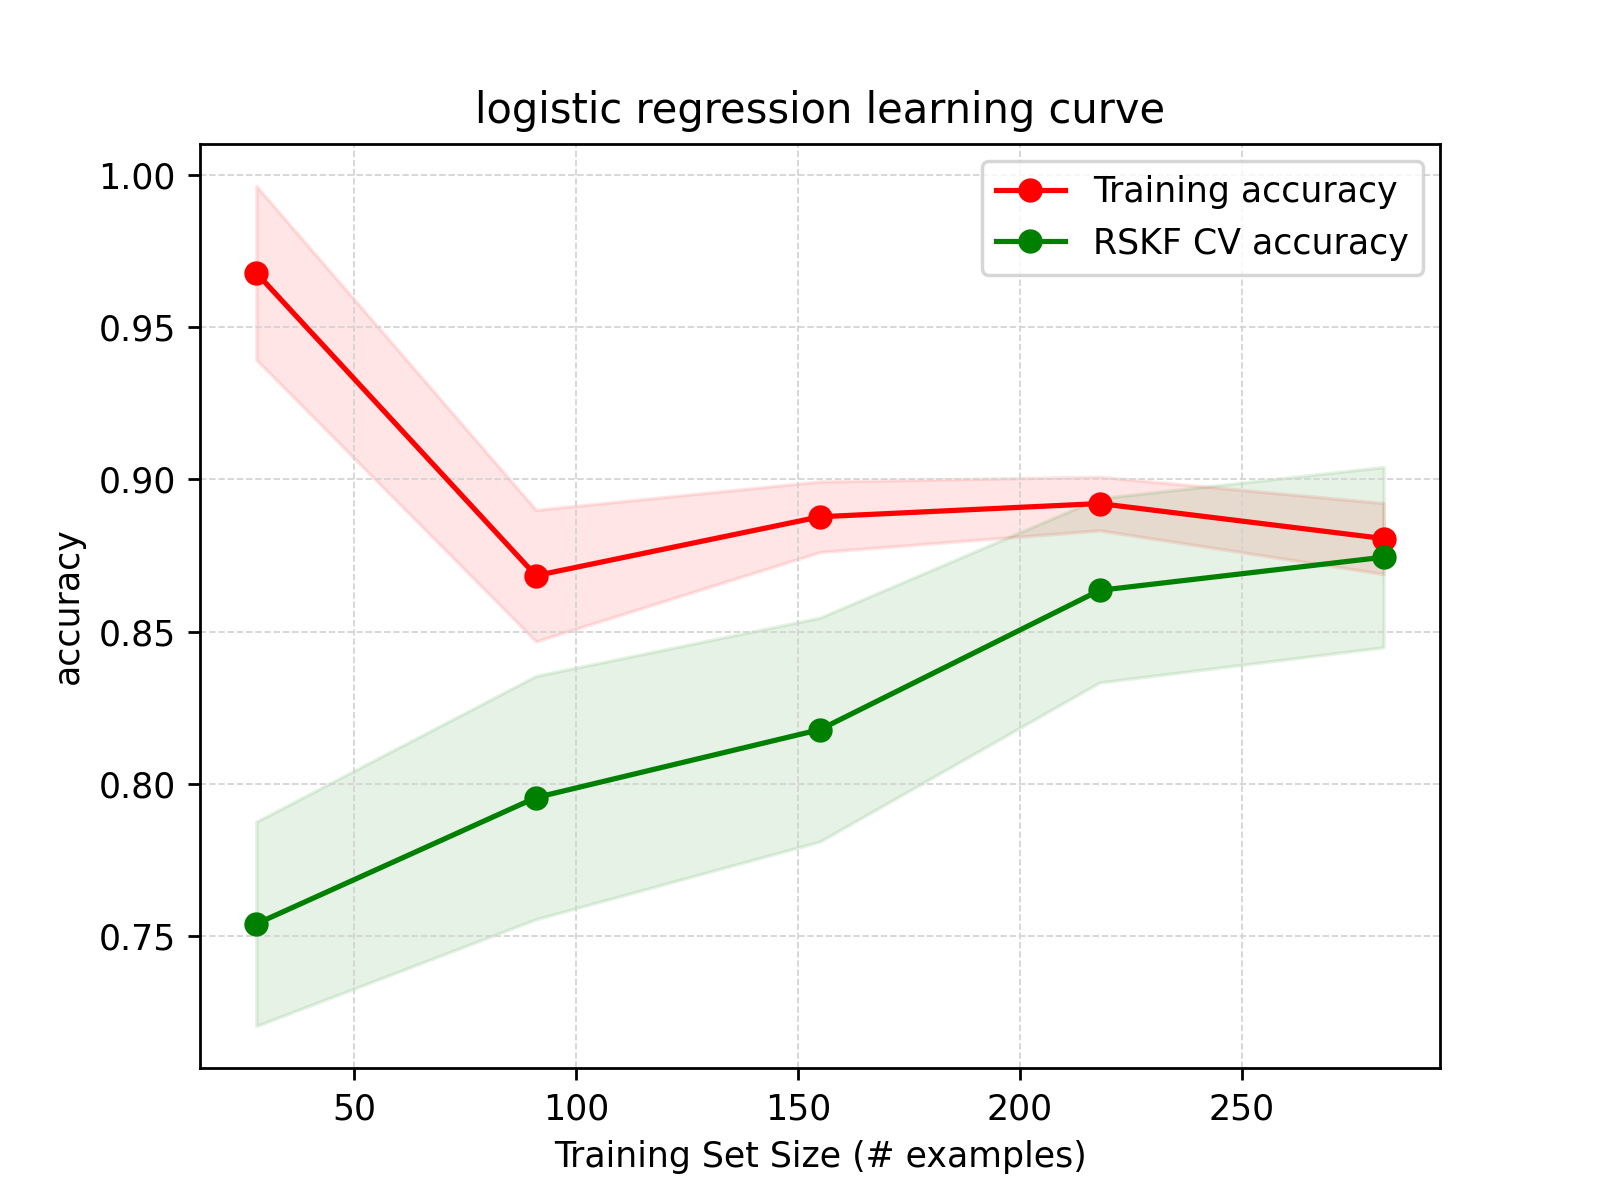 logistic regression learning curve
Training accuracy
RSKF CV accuracy
1.00
0.95
0.90
0.85
0.80
0.75
accuracy
50 100 150 200 250
Training Set Size (# examples)